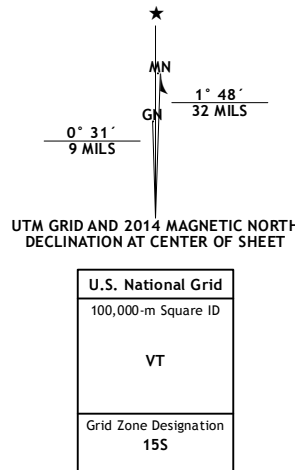 ★
MN
1° 48´
32 MILS
GN
0° 31´
9 MILS
UTM GRID AND 2014 MAGNETIC NORTH
DECLINATION AT CENTER OF SHEET
U.S. National Grid
100,000-m Square ID
VT
Grid Zone Designation
15S